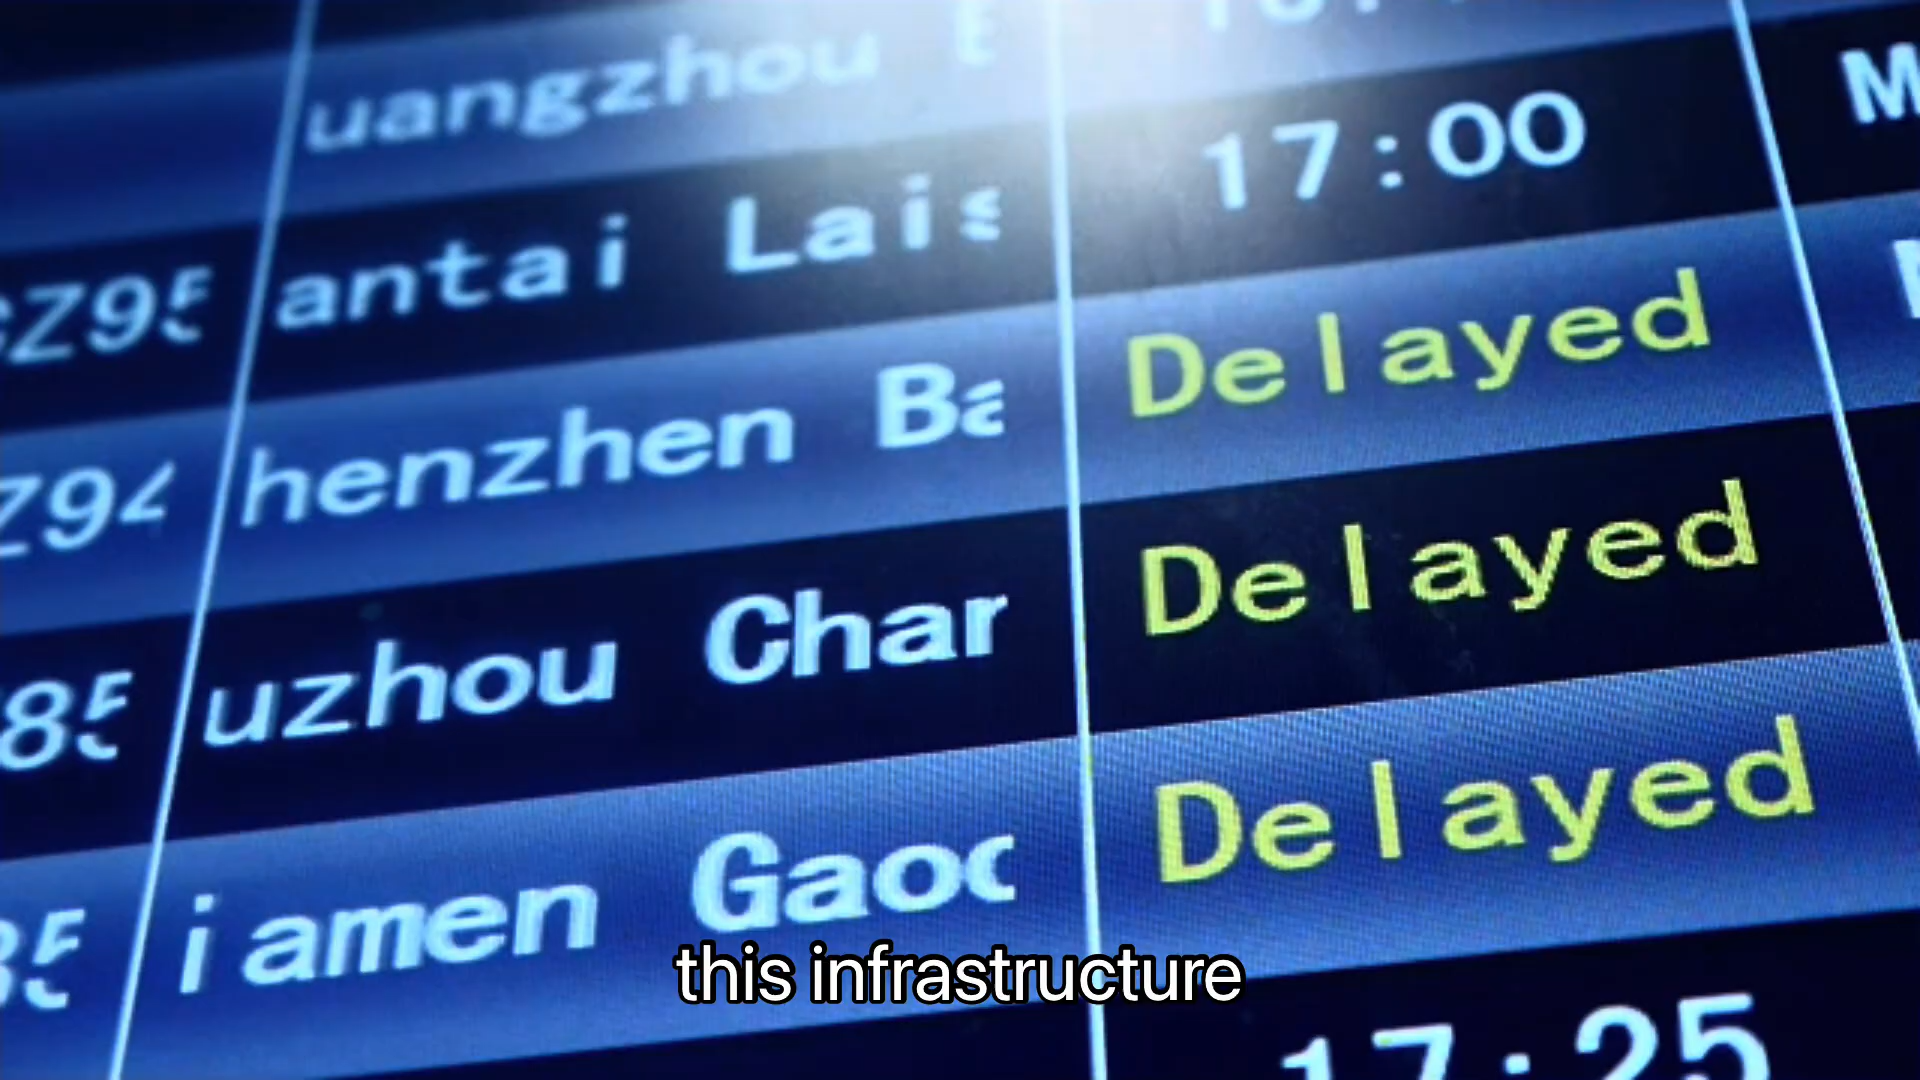 uangzhou
17:00
antai Lais
Z95
Delayed
henzhen Ba
Z94
Delayed
uzhou Char
85
Delayed
iamen Gaoc
35
this infrastructure
17:25